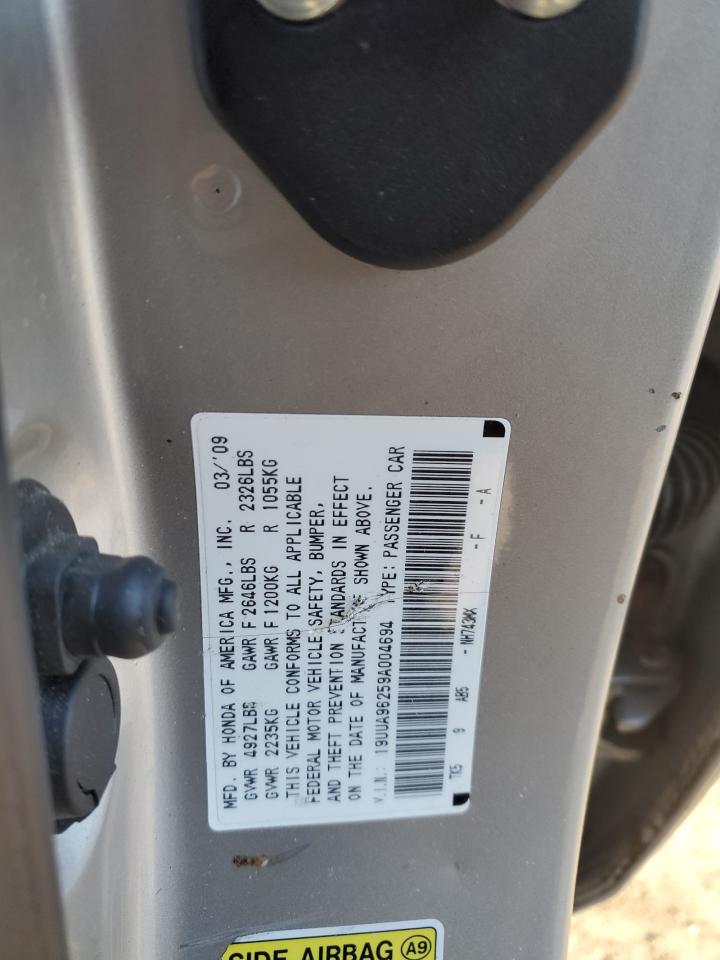 MFD. BY HONDA OF AMERICA MFG., INC. 03/'09
GVWR 4927LBS GAWR F 2646LBS R 2326LBS
GVWR 2235KG GAWR F 1200KG R 1055KG
THIS VEHICLE CONFORMS TO ALL APPLICABLE
FEDERAL MOTOR VEHICLE SAFETY, BUMPER,
AND THEFT PREVENTION STANDARDS IN EFFECT
ON THE DATE OF MANUFACTURE SHOWN ABOVE.
V.I.N.: 19UUA96259A004694 TYPE: PASSENGER CAR
TK5 9 AB6 - NH743MX - F - A
SIDE AIRBAG A9